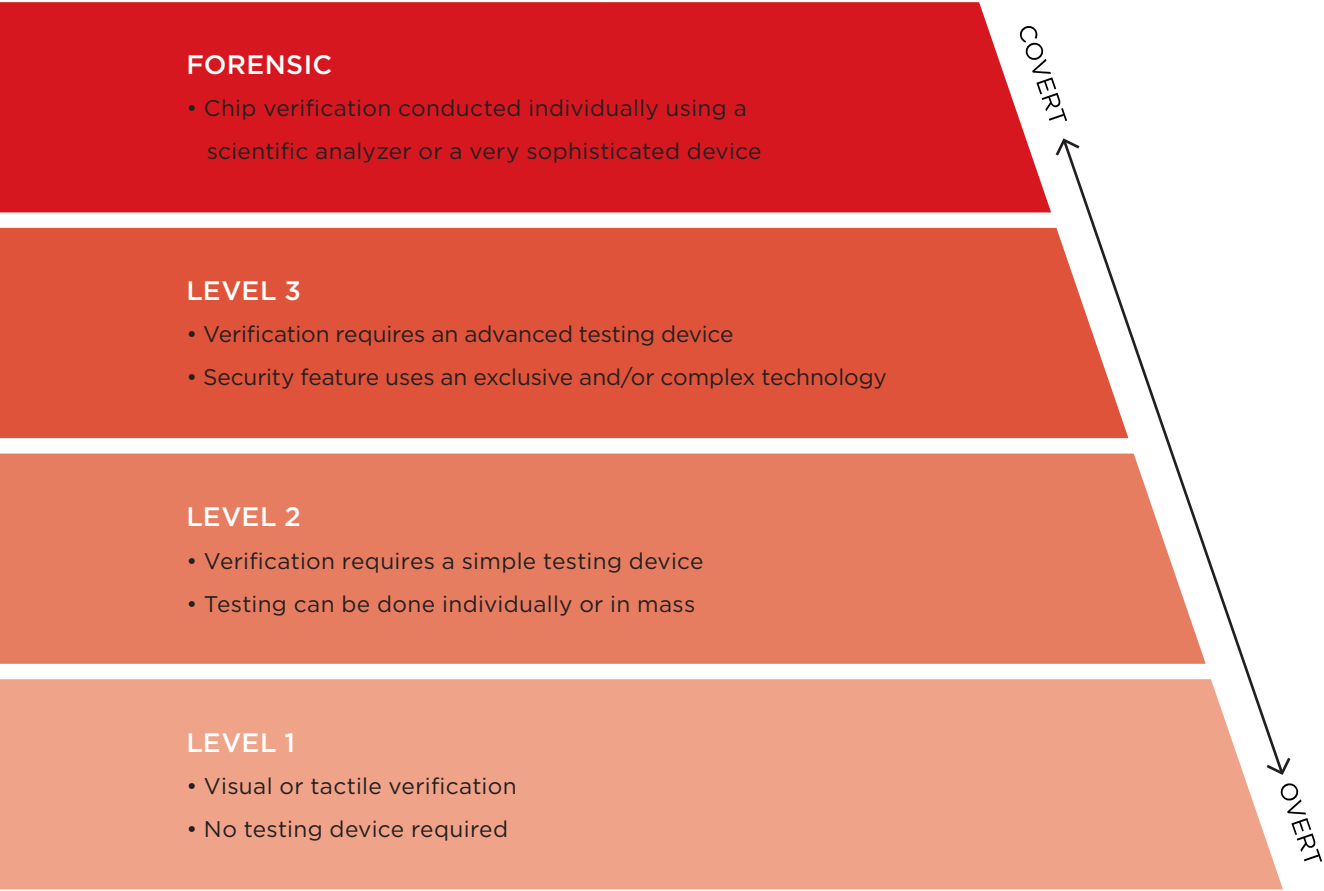 FORENSIC
• Chip verification conducted individually using a
scientific analyzer or a very sophisticated device
LEVEL 3
• Verification requires an advanced testing device
• Security feature uses an exclusive and/or complex technology
LEVEL 2
• Verification requires a simple testing device
• Testing can be done individually or in mass
LEVEL 1
• Visual or tactile verification
• No testing device required
COVERT
OVERT